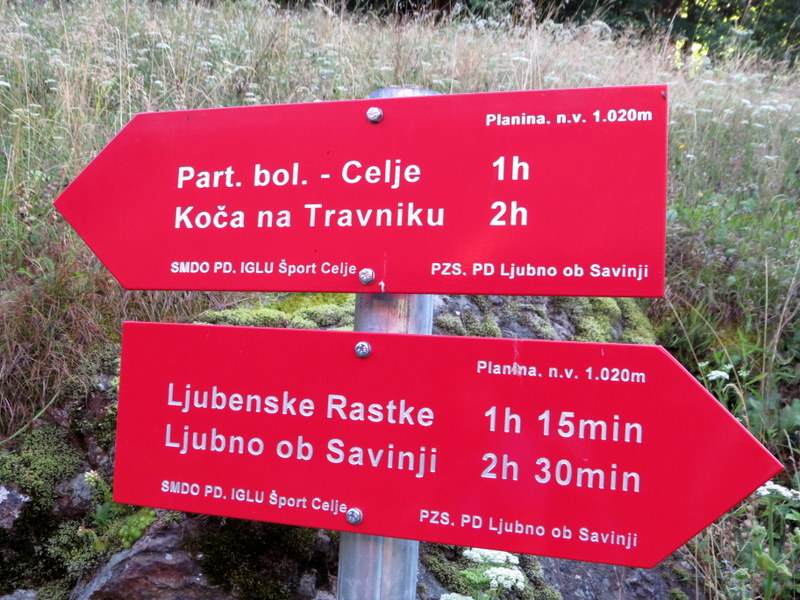 Planina, n.v. 1.020m
Part. bol. - Celje 1h
Koča na Travniku 2h
SMDO PD. IGLU Šport Celje PZS, PD Ljubno ob Savinji
Planina, n.v. 1.020m
Ljubenske Rastke 1h 15min
Ljubno ob Savinji 2h 30min
SMDO PD. IGLU Šport Celje PZS, PD Ljubno ob Savinji